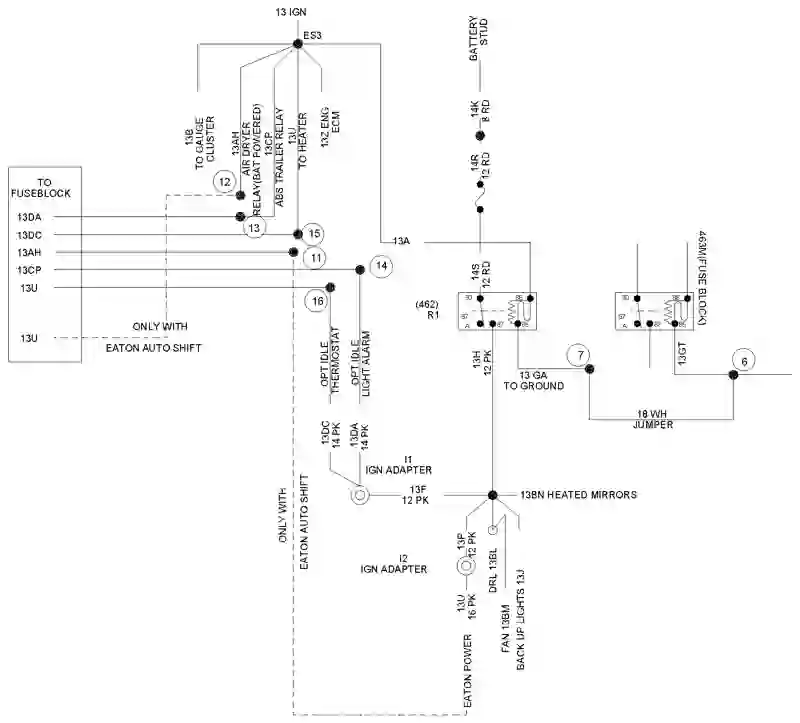 13 IGN
ES3
BATTERY
STUD
13B
TO GAUGE
CLUSTER
13AH
AIR DRYER
RELAY(BAT POWERED)
13CP
ABS TRAILER RELAY
13U
TO HEATER
13Z ENG
ECM
14K
8 RD
14R
12 RD
TO
FUSEBLOCK
12
13DA
13
13DC
15
13A
13AH
11
13CP
14
13U
16
14S
12 RD
463M(FUSE BLOCK)
(462)
R1
30
86
87
A
87
85
30
86
87
A
87
85
13U
ONLY WITH
EATON AUTO SHIFT
OPT IDLE
THERMOSTAT
OPT IDLE
LIGHT ALARM
13H
12 PK
13 GA
TO GROUND
7
13GT
6
18 WH
JUMPER
13DC
14 PK
13DA
14 PK
I1
IGN ADAPTER
13F
12 PK
13BN HEATED MIRRORS
ONLY WITH
EATON AUTO SHIFT
13P
12 PK
I2
IGN ADAPTER
DRL 13BL
FAN 13BM
BACK UP LIGHTS 13J
13U
16 PK
EATON POWER